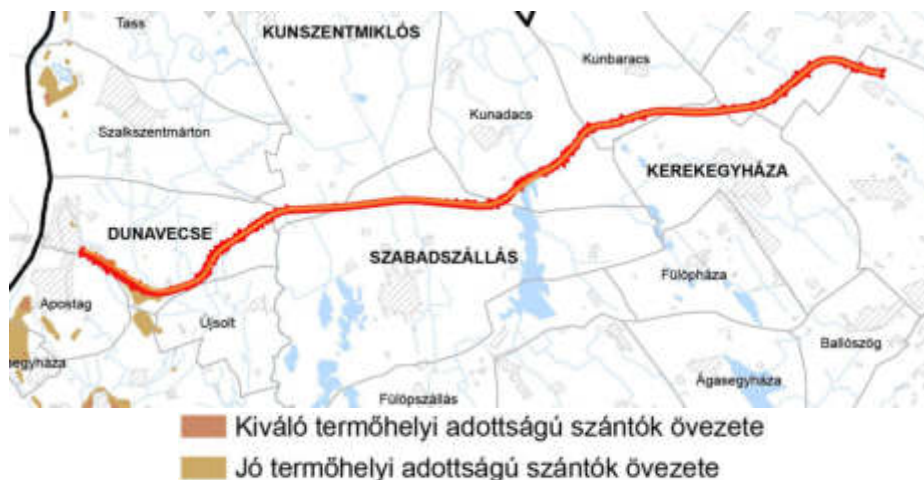 Tass
KUNSZENTMIKLÓS
Kunbaracs
Kunadacs
Szalkszentmárton
KEREKEGYHÁZA
DUNAVECSE
SZABADSZÁLLÁS
Fülöpháza
Apostag
Újsolt
Ballószög
egyháza
Ágasegyháza
Fülöpszállás
Kiváló termőhelyi adottságú szántók övezete
Jó termőhelyi adottságú szántók övezete